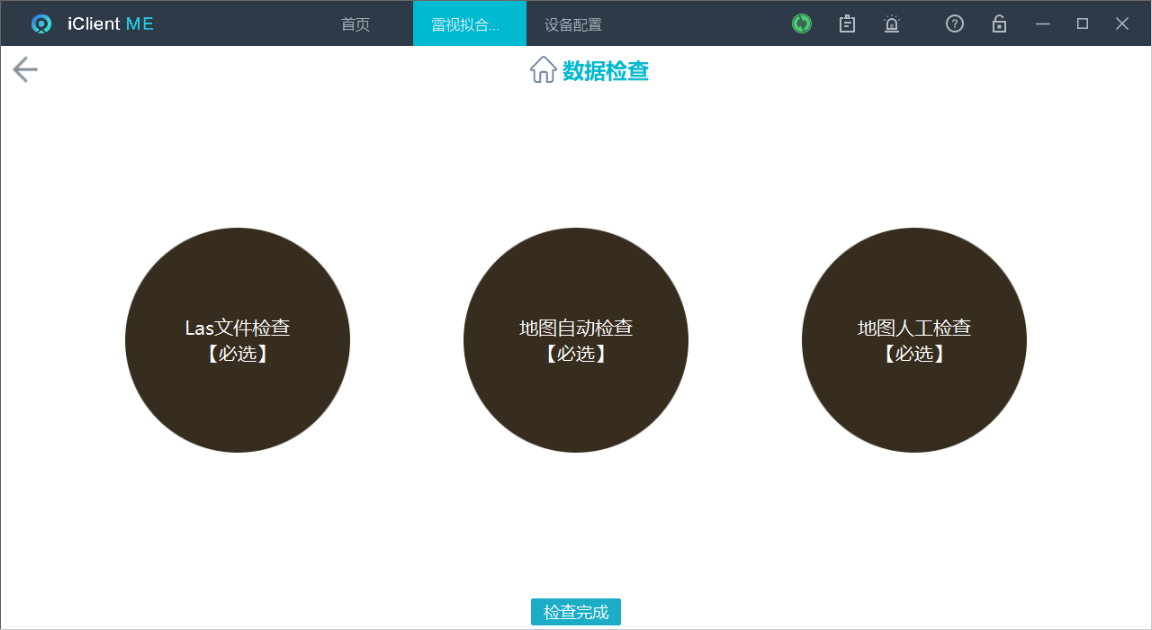 iClient ME
首页
雷视拟合...
设备配置
数据检查
Las文件检查
【必选】
地图自动检查
【必选】
地图人工检查
【必选】
检查完成